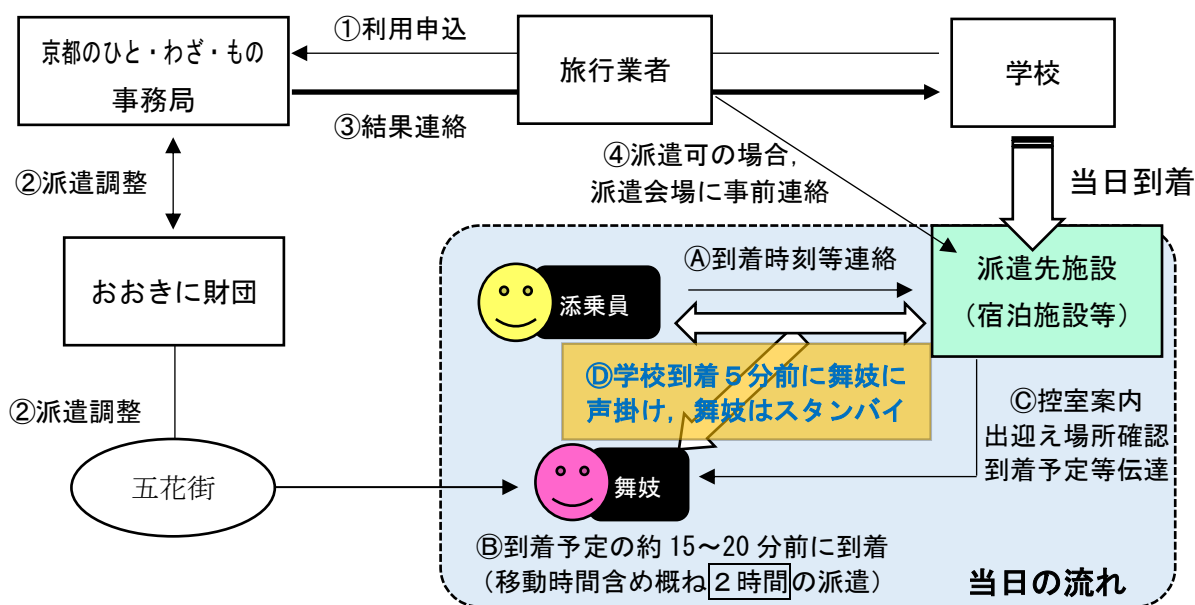 ①利用申込
京都のひと・わざ・もの
事務局
旅行業者
学校
③結果連絡
②派遣調整
④派遣可の場合,
派遣会場に事前連絡
当日到着
おおきに財団
Ⓐ到着時刻等連絡
派遣先施設
（宿泊施設等）
添乗員
Ⓓ学校到着５分前に舞妓に
声掛け, 舞妓はスタンバイ
②派遣調整
Ⓒ控室案内
出迎え場所確認
到着予定等伝達
五花街
舞妓
Ⓑ到着予定の約 15～20 分前に到着
（移動時間含め概ね２時間の派遣）
当日の流れ